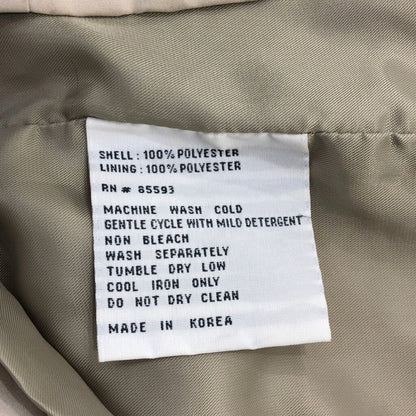 SHELL : 100% POLYESTER
LINING : 100% POLYESTER
RN # 85593
MACHINE WASH COLD
GENTLE CYCLE WITH MILD DETERGENT
NON BLEACH
WASH SEPARATELY
TUMBLE DRY LOW
COOL IRON ONLY
DO NOT DRY CLEAN
MADE IN KOREA